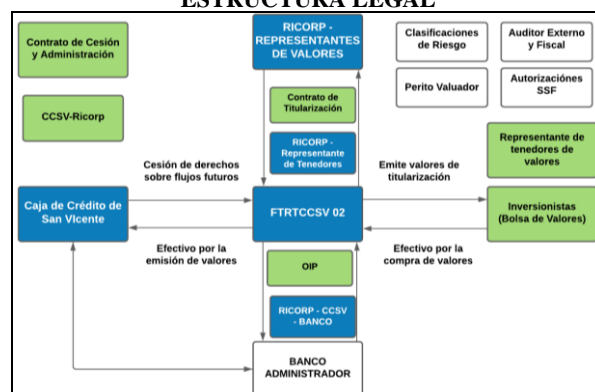 ESTRUCTURA LEGAL
Contrato de Cesión
y Administración
RICORP -
REPRESENTANTES
DE VALORES
Clasificaciones
de Riesgo
Auditor Externo
y Fiscal
Perito Valuador
Autorizaciónes
SSF
CCSV-Ricorp
Contrato de
Titularización
RICORP -
Representante
de Tenedores
Representante de
tenedores de
valores
Cesión de derechos
sobre flujos futuros
Emite valores de
titularización
Caja de Crédito de
San VIcente
FTRTCCSV 02
Inversionistas
(Bolsa de Valores)
Efectivo por la
emisión de valores
Efectivo por la
compra de valores
OIP
RICORP - CCSV
- BANCO
BANCO
ADMINISTRADOR